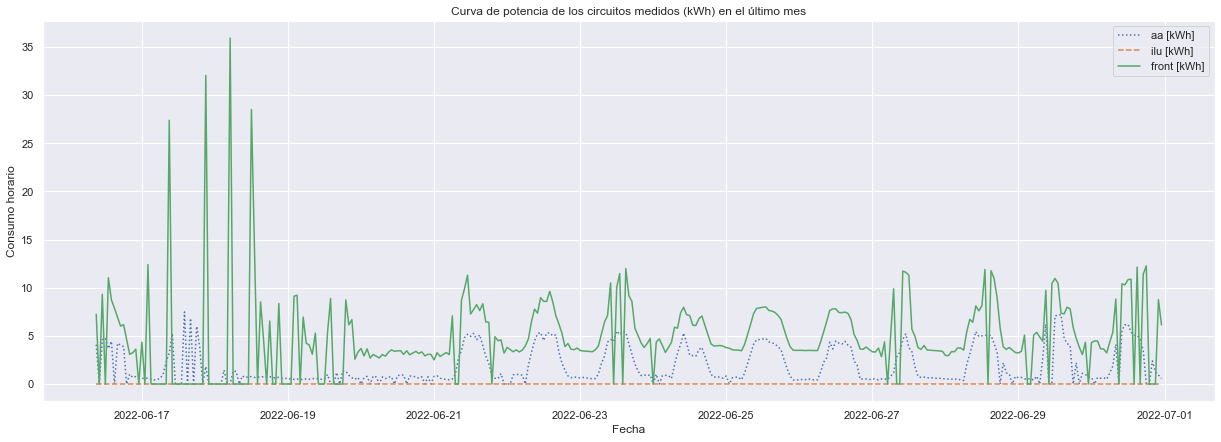 Curva de potencia de los circuitos medidos (kWh) en el último mes
aa [kWh]
ilu [kWh]
front [kWh]
Consumo horario
35
30
25
20
15
10
5
0
2022-06-17 2022-06-19 2022-06-21 2022-06-23 2022-06-25 2022-06-27 2022-06-29 2022-07-01
Fecha